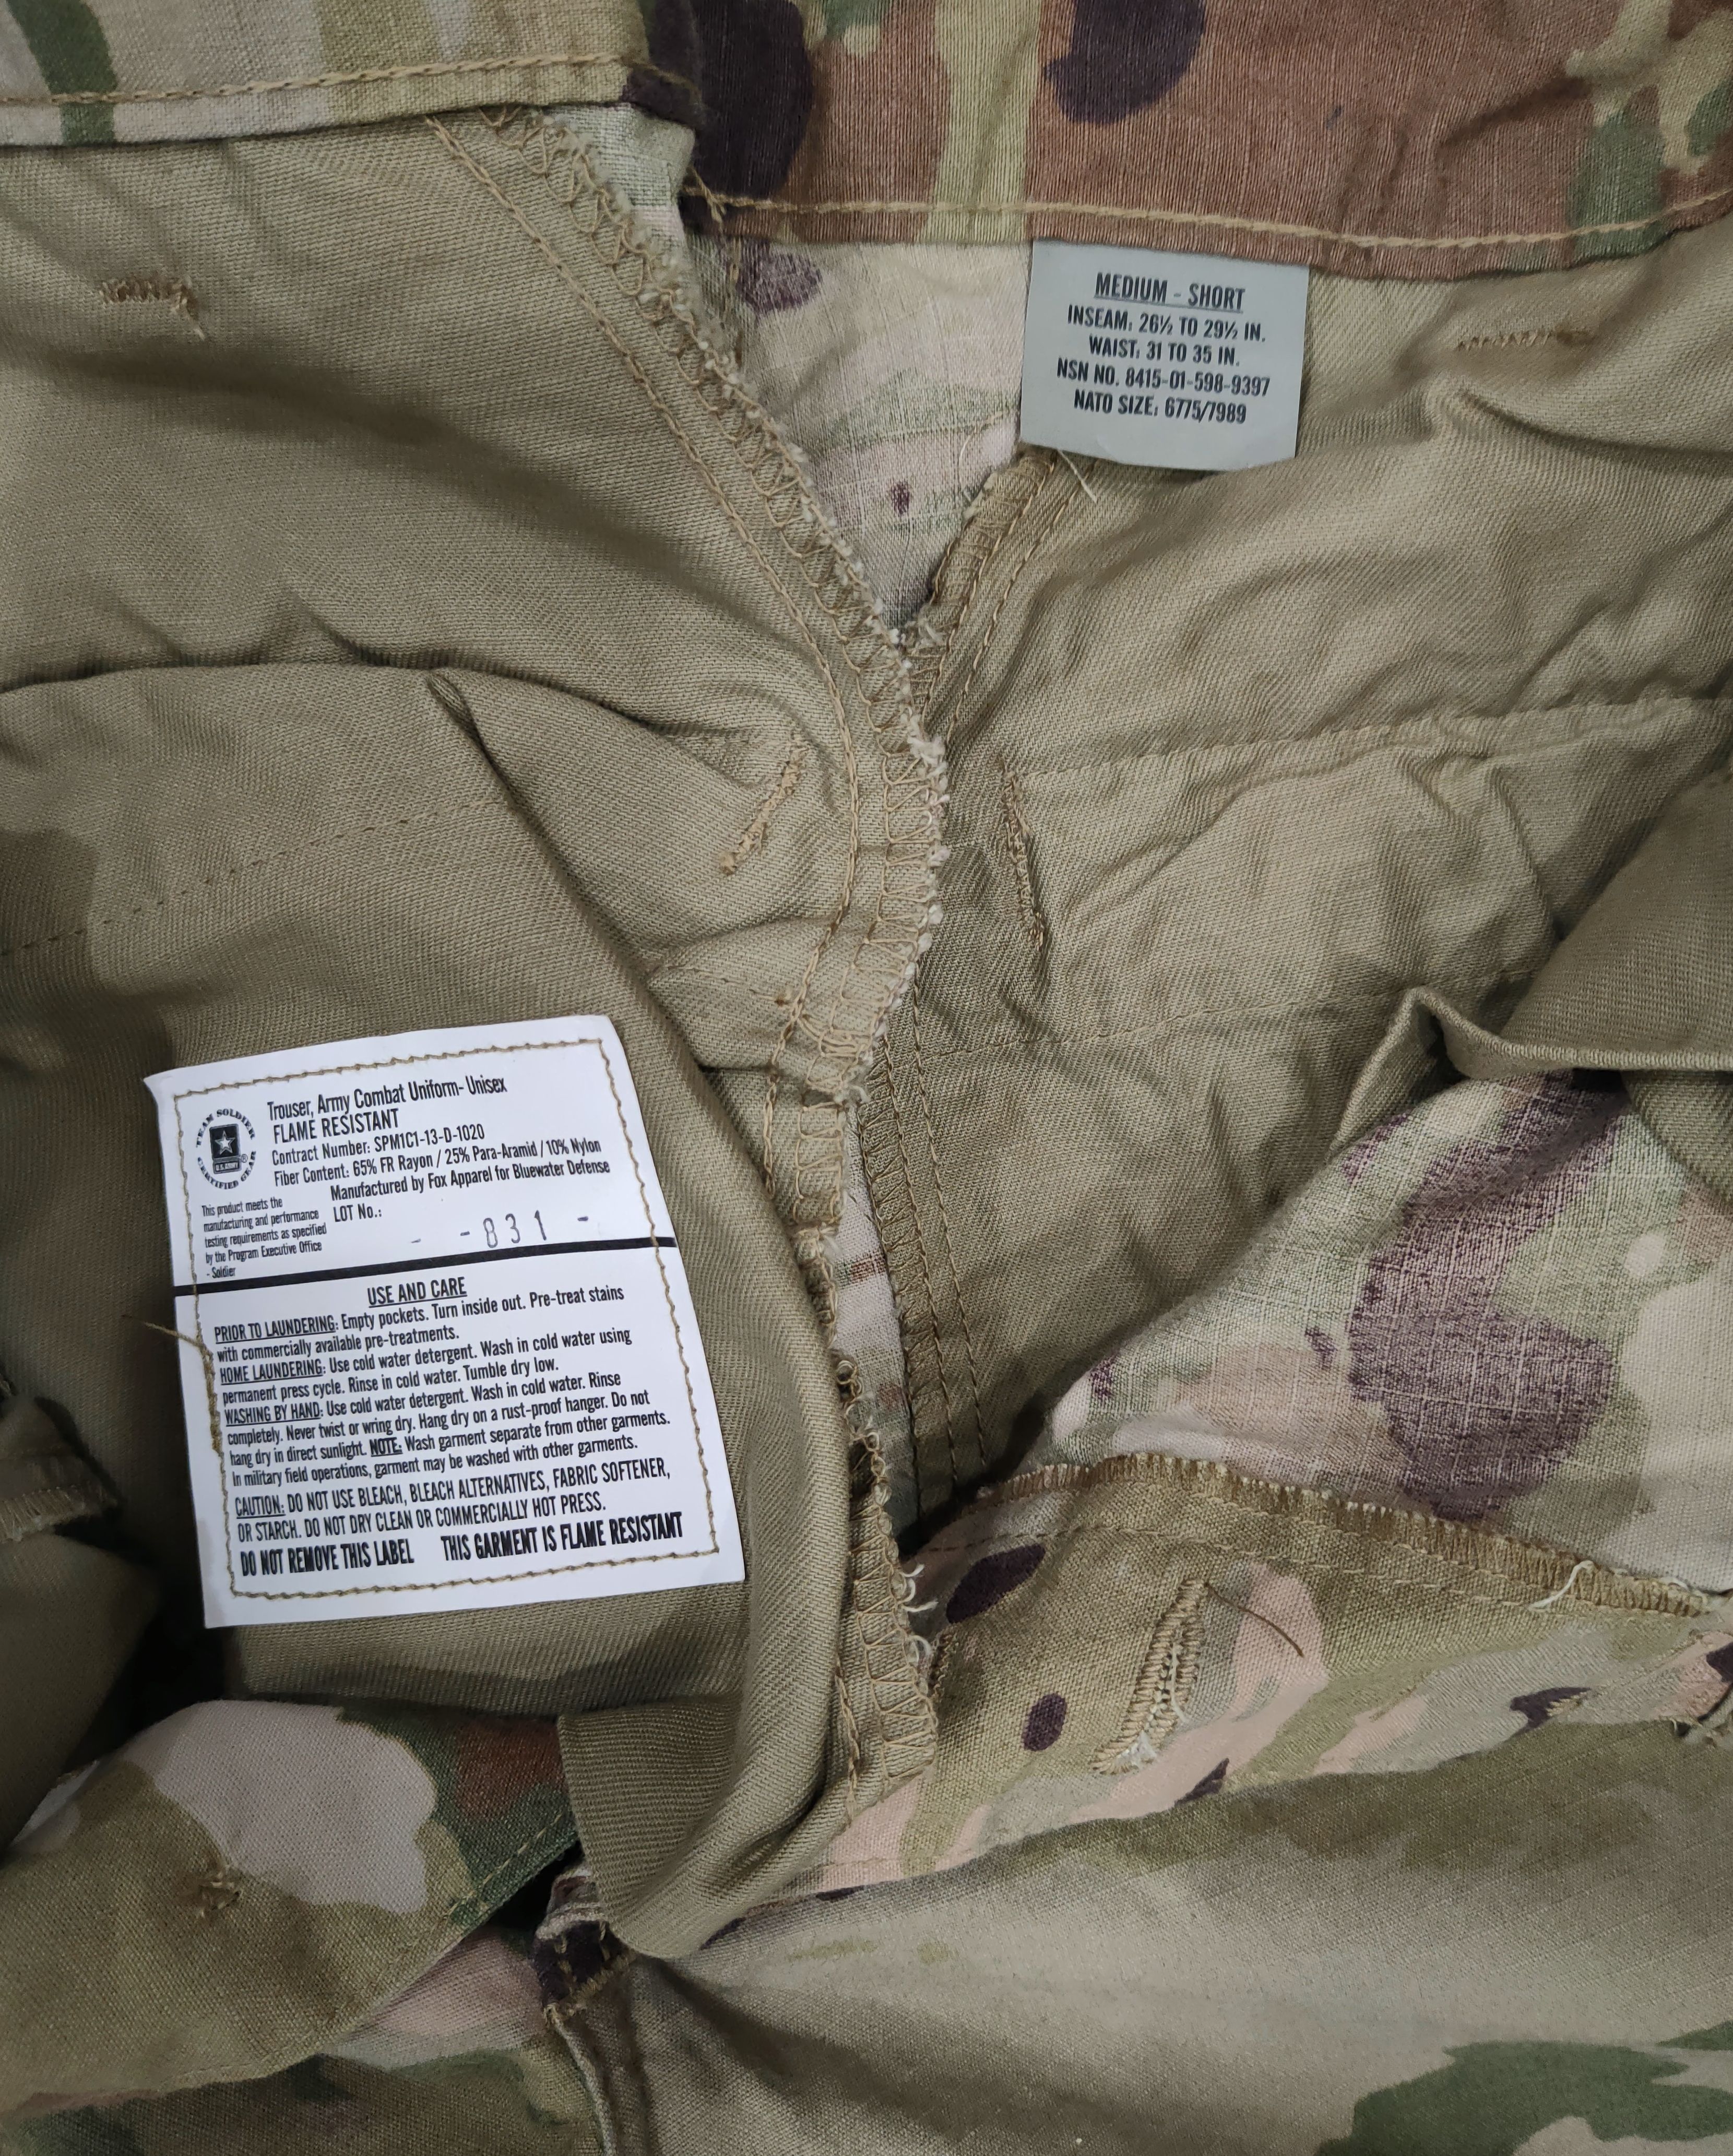 MEDIUM - SHORT
INSEAM: 26½ TO 29½ IN.
WAIST: 31 TO 35 IN.
NSN NO. 8415-01-598-9397
NATO SIZE: 6775/7989
TEAM SOLDIER
U.S. ARMY
CERTIFIED GEAR
Trouser, Army Combat Uniform- Unisex
FLAME RESISTANT
Contract Number: SPM1C1-13-D-1020
Fiber Content: 65% FR Rayon / 25% Para-Aramid / 10% Nylon
Manufactured by Fox Apparel for Bluewater Defense
LOT No.:
- -831 -
This product meets the
manufacturing and performance
testing requirements as specified
by the Program Executive Office
- Soldier
USE AND CARE
PRIOR TO LAUNDERING: Empty pockets. Turn inside out. Pre-treat stains
with commercially available pre-treatments.
HOME LAUNDERING: Use cold water detergent. Wash in cold water using
permanent press cycle. Rinse in cold water. Tumble dry low.
WASHING BY HAND: Use cold water detergent. Wash in cold water. Rinse
completely. Never twist or wring dry. Hang dry on a rust-proof hanger. Do not
hang dry in direct sunlight. NOTE: Wash garment separate from other garments.
In military field operations, garment may be washed with other garments.
CAUTION: DO NOT USE BLEACH, BLEACH ALTERNATIVES, FABRIC SOFTENER,
OR STARCH. DO NOT DRY CLEAN OR COMMERCIALLY HOT PRESS.
DO NOT REMOVE THIS LABEL THIS GARMENT IS FLAME RESISTANT